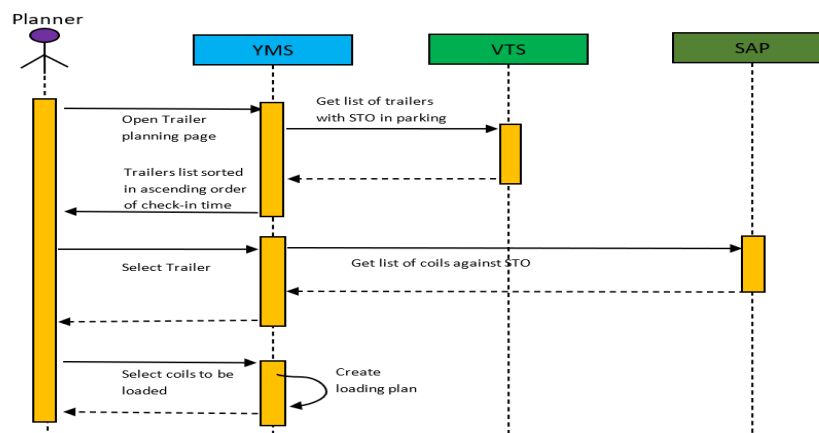 Planner
YMS
VTS
SAP
Open Trailer
planning page
Get list of trailers
with STO in parking
Trailers list sorted
in ascending order
of check-in time
Select Trailer
Get list of coils against STO
Select coils to be
loaded
Create
loading plan